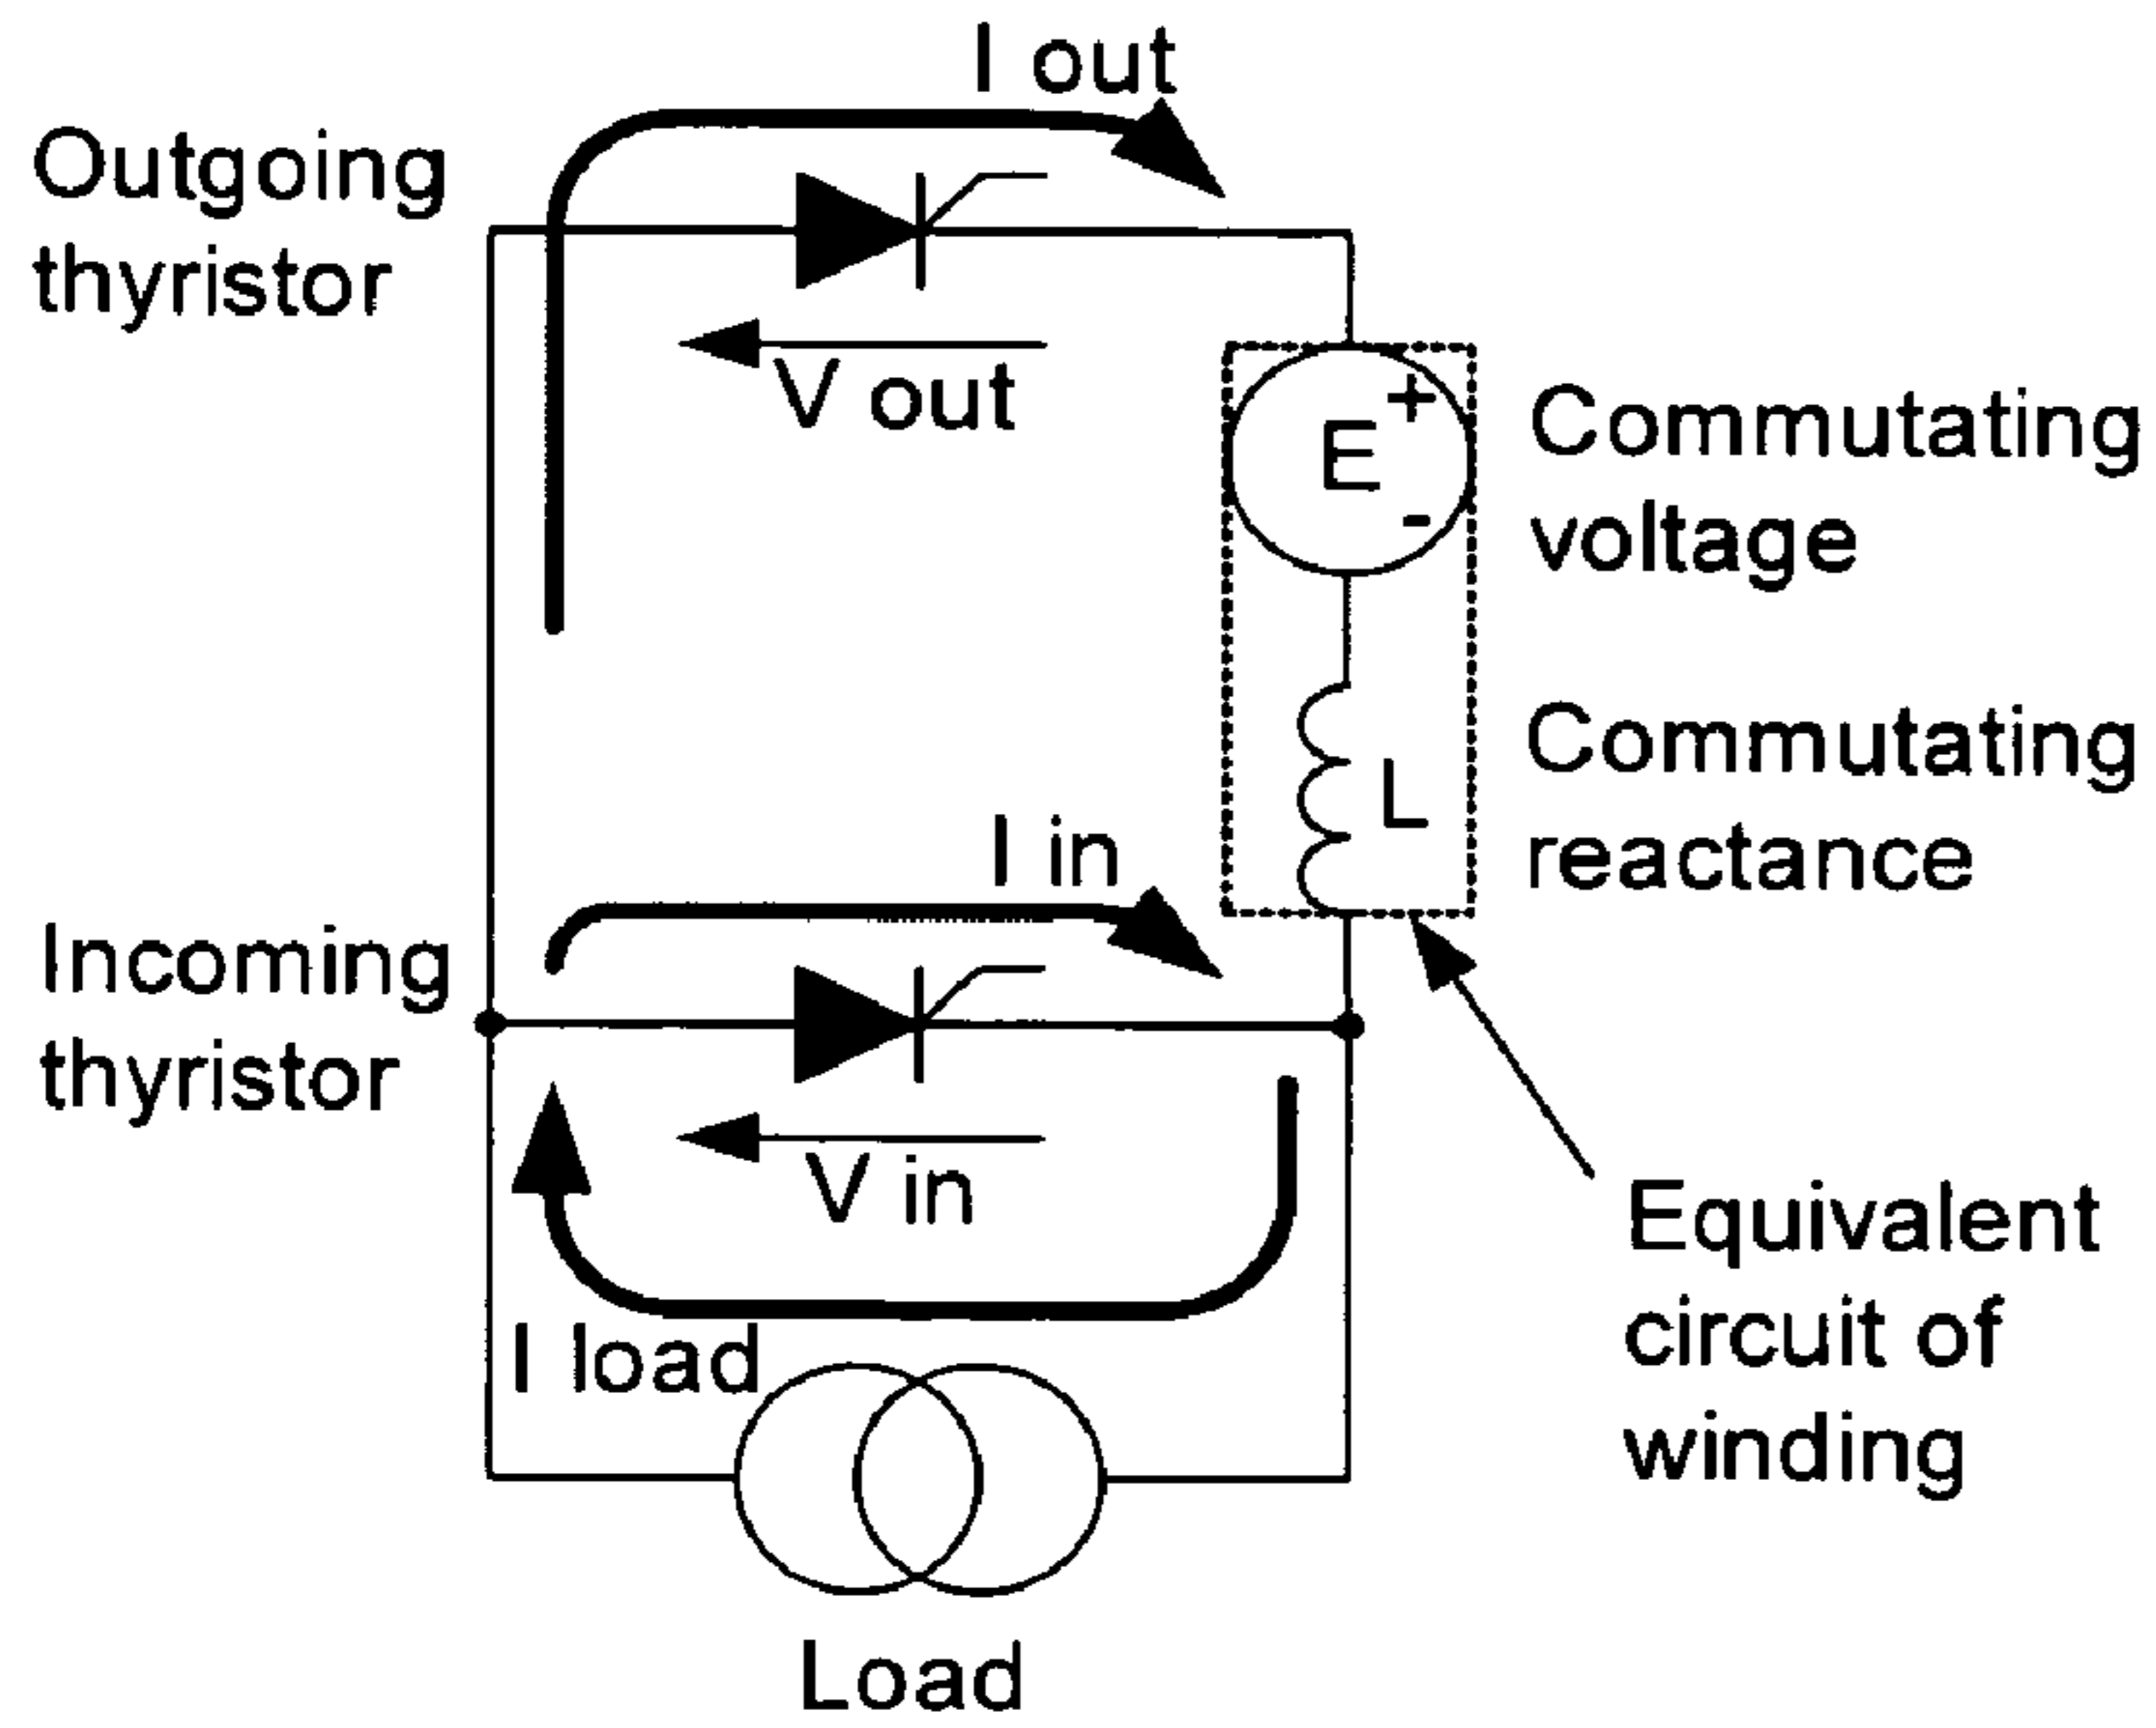 I out
Outgoing
thyristor
V out
+
E
-
Commutating
voltage
Commutating
reactance
L
I in
Incoming
thyristor
V in
I load
Equivalent
circuit of
winding
Load